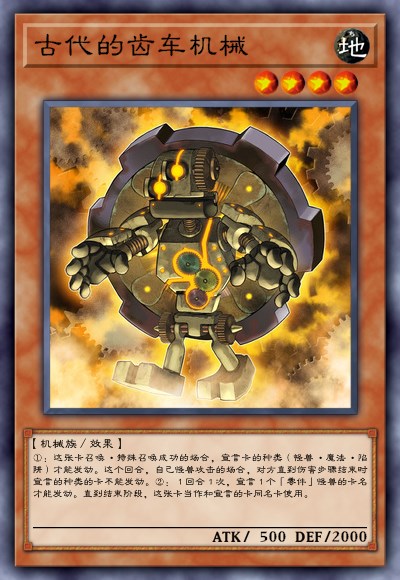 古代的齿车机械
地
【机械族／效果】
①：这张卡召唤·特殊召唤成功的场合，宣言卡的种类（怪兽·魔法·陷
阱）才能发动。这个回合，自己怪兽攻击的场合，对方直到伤害步骤结束时
宣言的种类的卡不能发动。②：1回合1次，宣言1个「零件」怪兽的卡名
才能发动。直到结束阶段，这张卡当作和宣言的卡同名卡使用。
ATK/ 500 DEF/2000